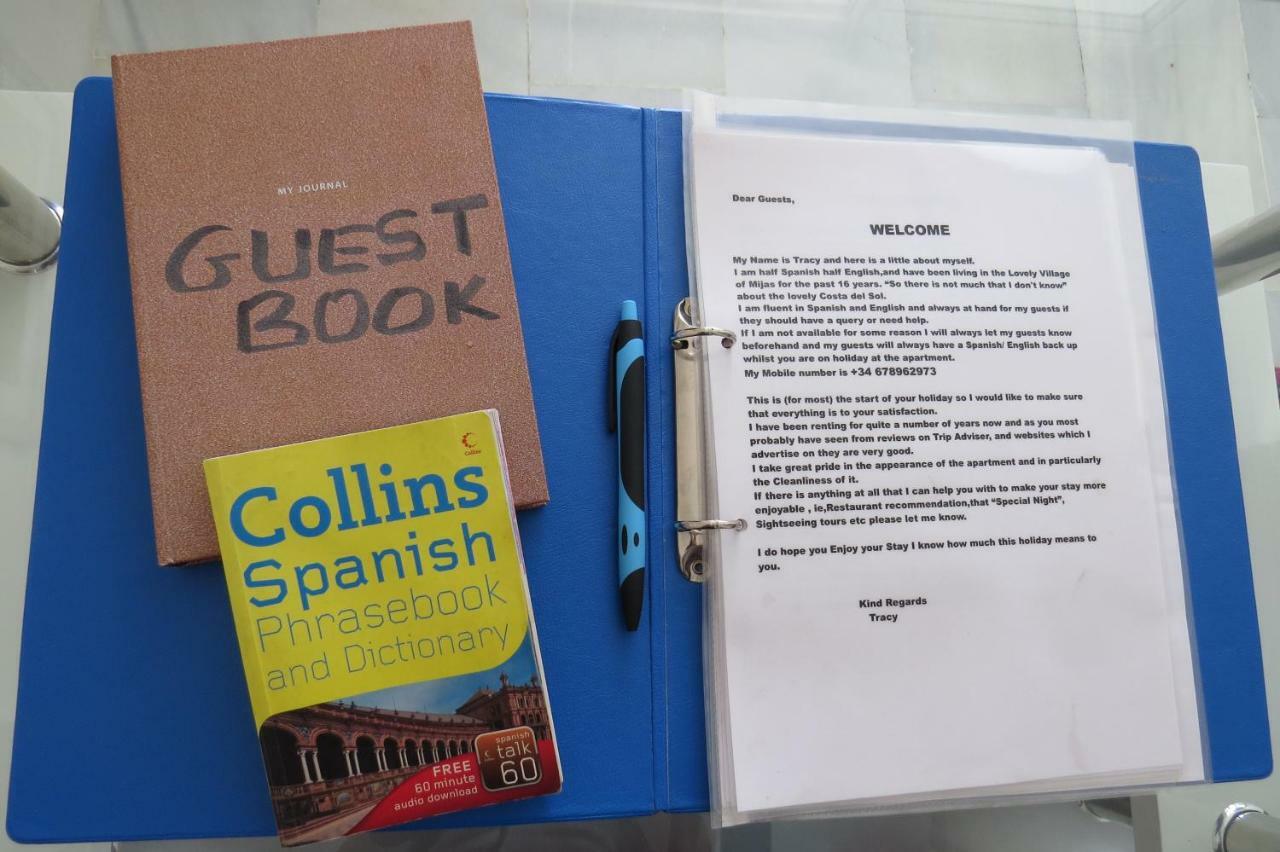 MY JOURNAL
GUEST
BOOK
Collins
Collins
Spanish
Phrasebook
and Dictionary
spanish
talk
60
FREE
60 minute
audio download
Dear Guests,
WELCOME
My Name is Tracy and here is a little about myself.
I am half Spanish half English,and have been living in the Lovely Village
of Mijas for the past 16 years. “So there is not much that I don't know”
about the lovely Costa del Sol.
I am fluent in Spanish and English and always at hand for my guests if
they should have a query or need help.
If I am not available for some reason I will always let my guests know
beforehand and my guests will always have a Spanish/ English back up
whilst you are on holiday at the apartment.
My Mobile number is +34 678962973
This is (for most) the start of your holiday so I would like to make sure
that everything is to your satisfaction.
I have been renting for quite a number of years now and as you most
probably have seen from reviews on Trip Adviser, and websites which I
advertise on they are very good.
I take great pride in the appearance of the apartment and in particularly
the Cleanliness of it.
If there is anything at all that I can help you with to make your stay more
enjoyable , ie,Restaurant recommendation,that “Special Night”,
Sightseeing tours etc please let me know.
I do hope you Enjoy your Stay I know how much this holiday means to
you.
Kind Regards
Tracy